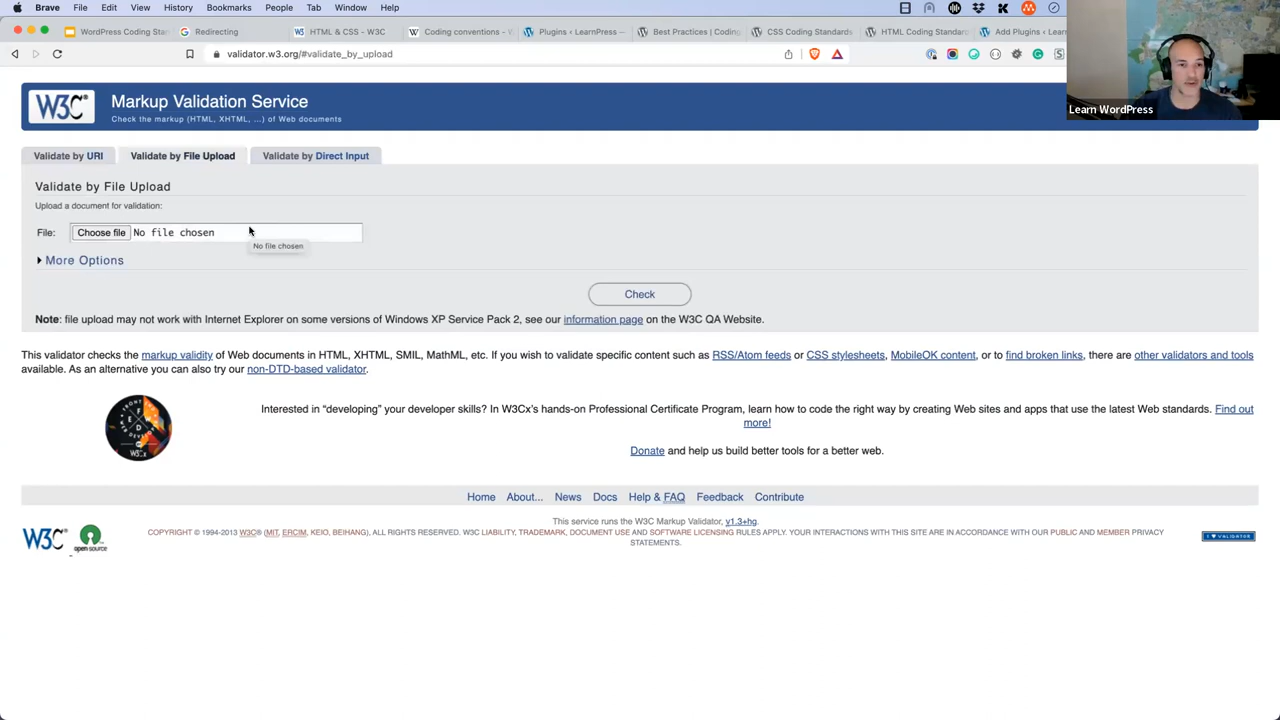 Brave File Edit View History Bookmarks People Tab Window Help
WordPress Coding Sta
Redirecting
HTML & CSS - W3C
Coding conventions -
Plugins ‹ LearnPress —
Best Practices | Coding
CSS Coding Standards
HTML Coding Standar
Add Plugins ‹ Lear
validator.w3.org/#validate_by_upload
Learn WordPress
W3C
Markup Validation Service
Check the markup (HTML, XHTML, ...) of Web documents
Validate by URI
Validate by File Upload
Validate by Direct Input
Validate by File Upload
Upload a document for validation:
File: Choose file No file chosen
No file chosen
More Options
Check
Note: file upload may not work with Internet Explorer on some versions of Windows XP Service Pack 2, see our information page on the W3C QA Website.
This validator checks the markup validity of Web documents in HTML, XHTML, SMIL, MathML, etc. If you wish to validate specific content such as RSS/Atom feeds or CSS stylesheets, MobileOK content, or to find broken links, there are other validators and tools
available. As an alternative you can also try our non-DTD-based validator.
Interested in “developing” your developer skills? In W3Cx's hands-on Professional Certificate Program, learn how to code the right way by creating Web sites and apps that use the latest Web standards. Find out
more!
Donate and help us build better tools for a better web.
Home About... News Docs Help & FAQ Feedback Contribute
This service runs the W3C Markup Validator, v1.3+hg.
W3C
open source
COPYRIGHT © 1994-2013 W3C® (MIT, ERCIM, KEIO, BEIHANG), ALL RIGHTS RESERVED. W3C LIABILITY, TRADEMARK, DOCUMENT USE AND SOFTWARE LICENSING RULES APPLY. YOUR INTERACTIONS WITH THIS SITE ARE IN ACCORDANCE WITH OUR PUBLIC AND MEMBER PRIVACY
STATEMENTS.
I ♥ VALIDATOR